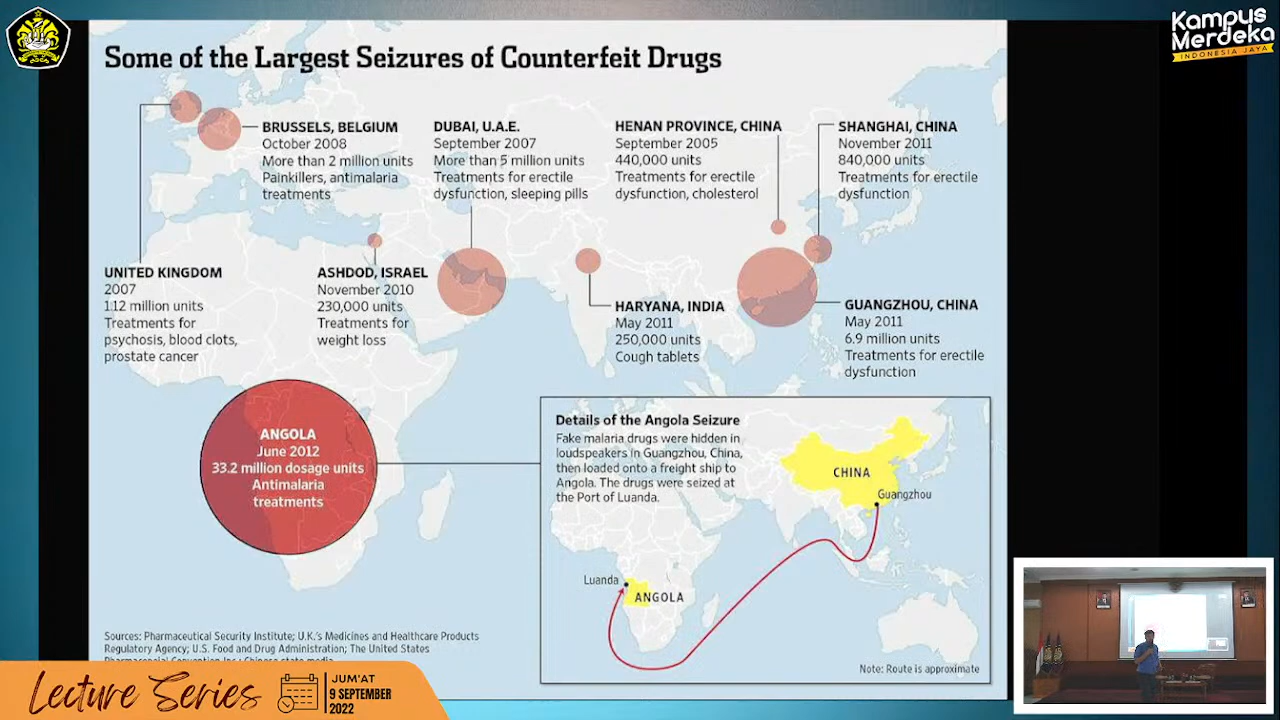 Kampus
Merdeka
INDONESIA JAYA
Some of the Largest Seizures of Counterfeit Drugs
BRUSSELS, BELGIUM
October 2008
More than 2 million units
Painkillers, antimalaria
treatments
DUBAI, U.A.E.
September 2007
More than 5 million units
Treatments for erectile
dysfunction, sleeping pills
HENAN PROVINCE, CHINA
September 2005
440,000 units
Treatments for erectile
dysfunction, cholesterol
SHANGHAI, CHINA
November 2011
840,000 units
Treatments for erectile
dysfunction
UNITED KINGDOM
2007
1.12 million units
Treatments for
psychosis, blood clots,
prostate cancer
ASHDOD, ISRAEL
November 2010
230,000 units
Treatments for
weight loss
HARYANA, INDIA
May 2011
250,000 units
Cough tablets
GUANGZHOU, CHINA
May 2011
6.9 million units
Treatments for erectile
dysfunction
ANGOLA
June 2012
33.2 million dosage units
Antimalaria
treatments
Details of the Angola Seizure
Fake malaria drugs were hidden in
loudspeakers in Guangzhou, China,
then loaded onto a freight ship to
Angola. The drugs were seized at
the Port of Luanda.
CHINA
Guangzhou
Luanda
ANGOLA
Note: Route is approximate
Sources: Pharmaceutical Security Institute; U.K.'s Medicines and Healthcare Products
Regulatory Agency; U.S. Food and Drug Administration; The United States
Pharmacopeial Convention Inc.; Chinese state media
Lecture Series
JUM'AT
9 SEPTEMBER
2022